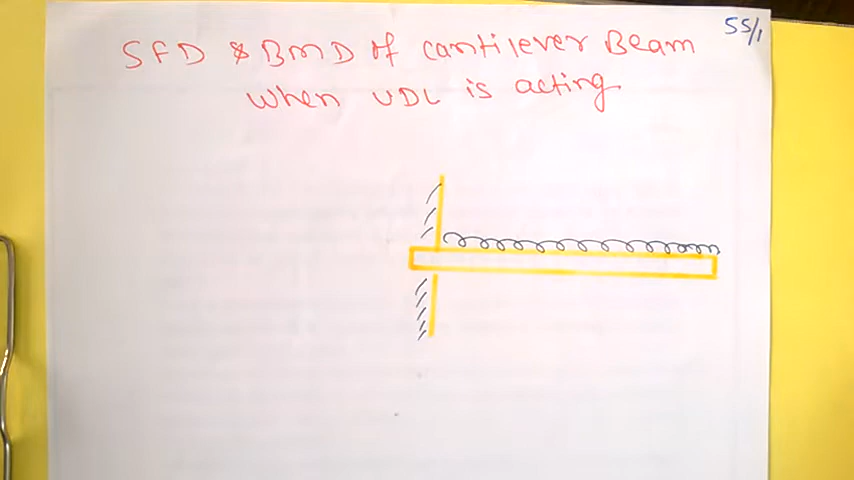 55/1
SFD & BMD of cantilever Beam
when UDL is acting